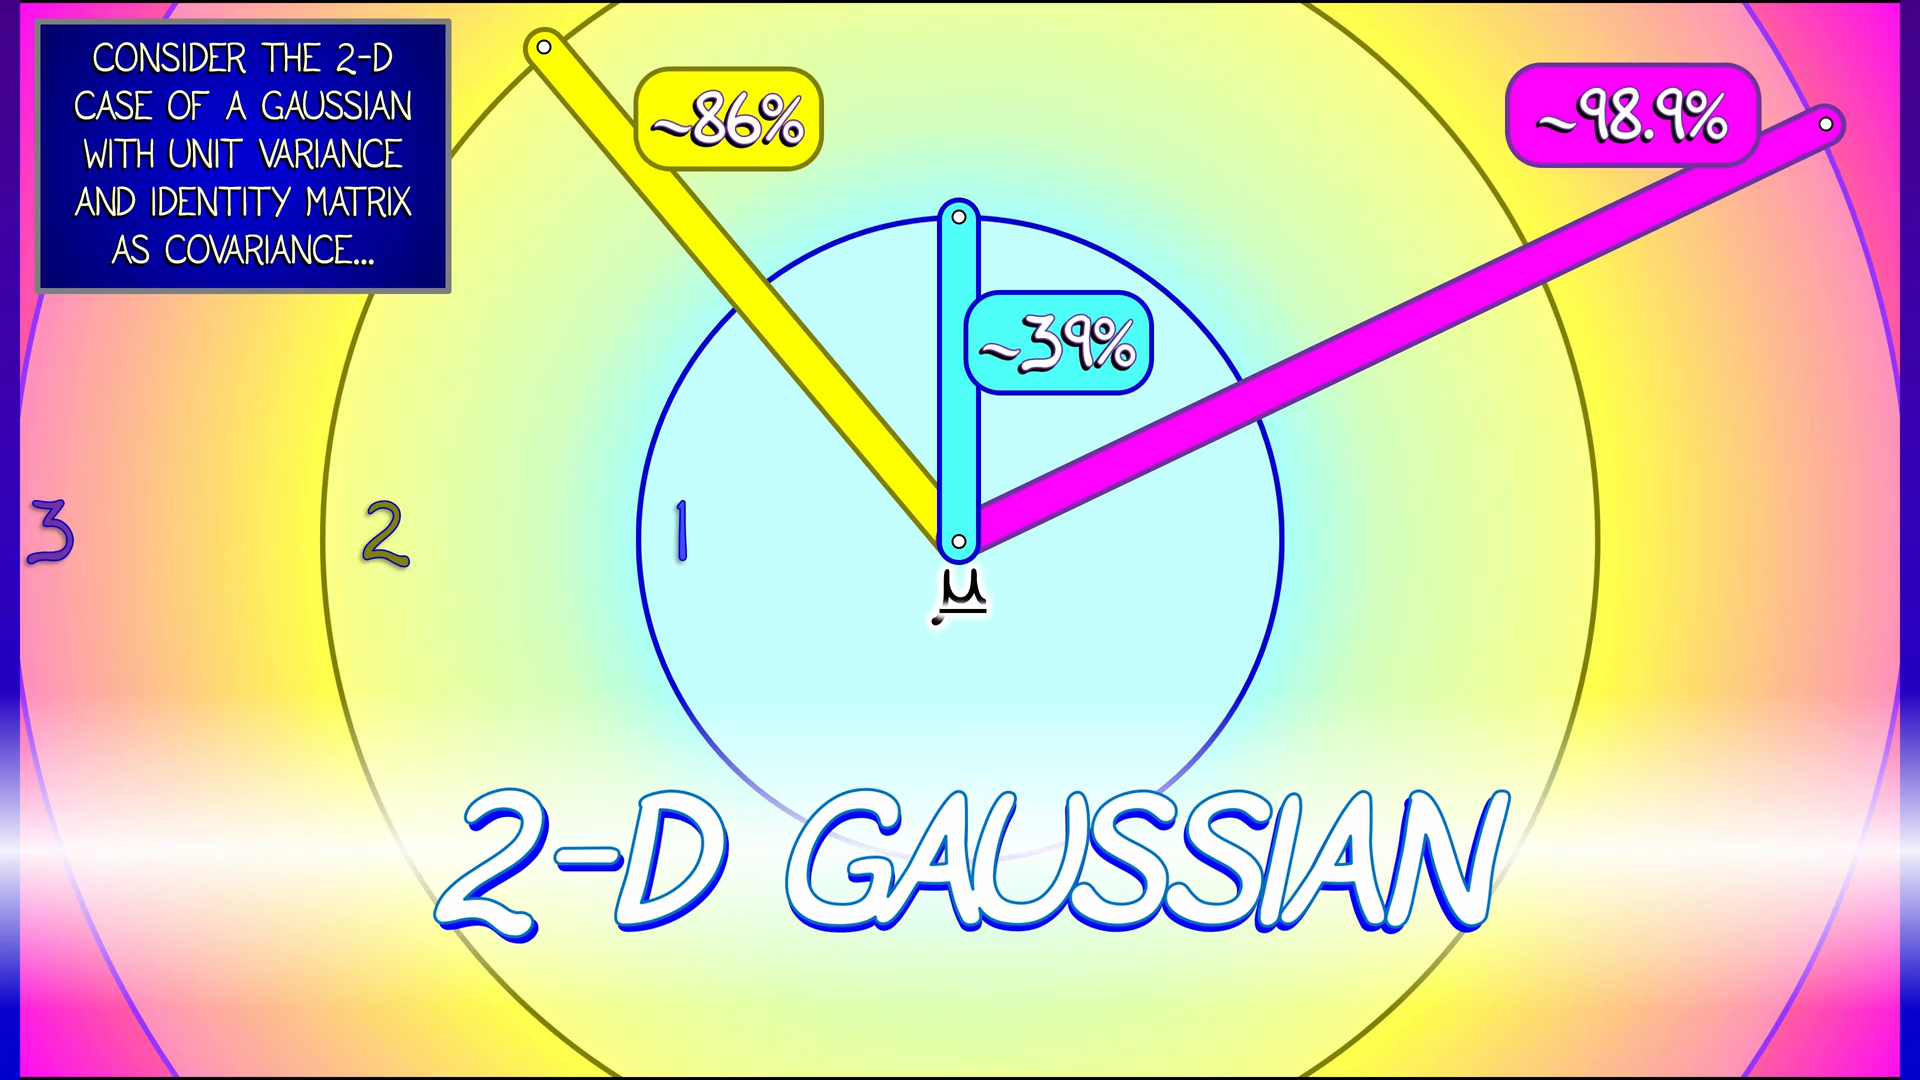 CONSIDER THE 2-D
CASE OF A GAUSSIAN
WITH UNIT VARIANCE
AND IDENTITY MATRIX
AS COVARIANCE...
~86%
~98.9%
~39%
3
2
1
μ
2-D GAUSSIAN